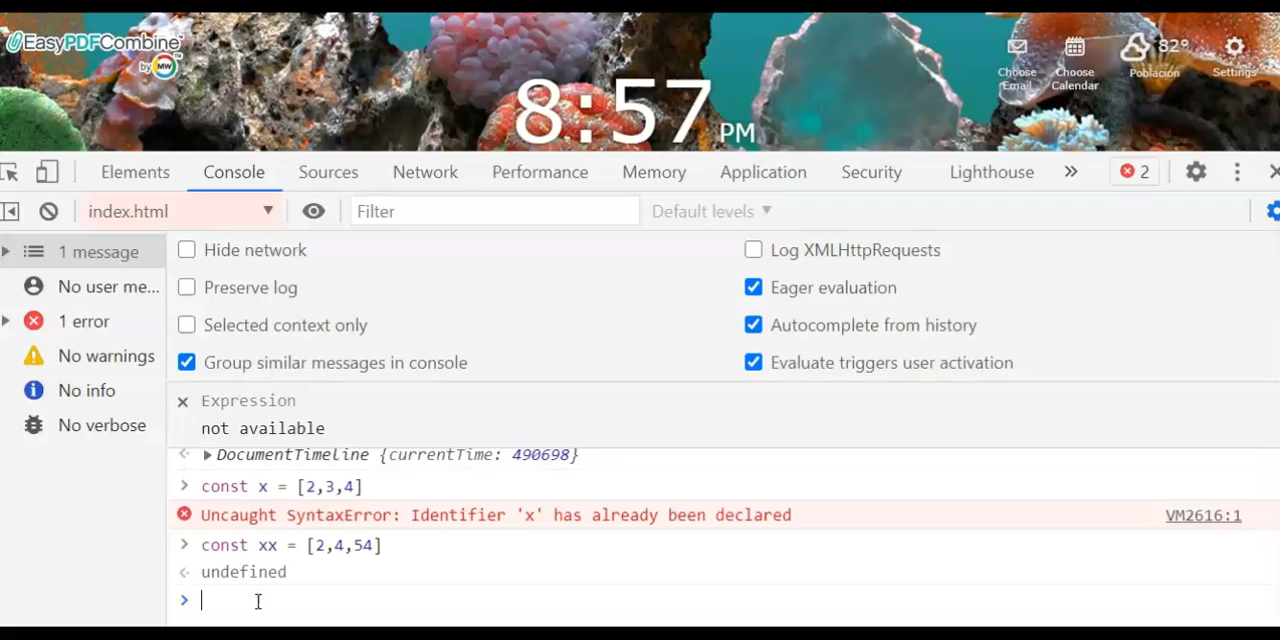 EasyPDFCombine™
by MW
Choose Email
Choose Calendar
82°
Población
Settings
8:57 PM
Elements Console Sources Network Performance Memory Application Security Lighthouse » 2
index.html Filter Default levels
1 message
No user me...
1 error
No warnings
No info
No verbose
Hide network
Log XMLHttpRequests
Preserve log
Eager evaluation
Selected context only
Autocomplete from history
Group similar messages in console
Evaluate triggers user activation
Expression
not available
DocumentTimeline {currentTime: 490698}
> const x = [2,3,4]
Uncaught SyntaxError: Identifier 'x' has already been declared VM2616:1
> const xx = [2,4,54]
undefined
>